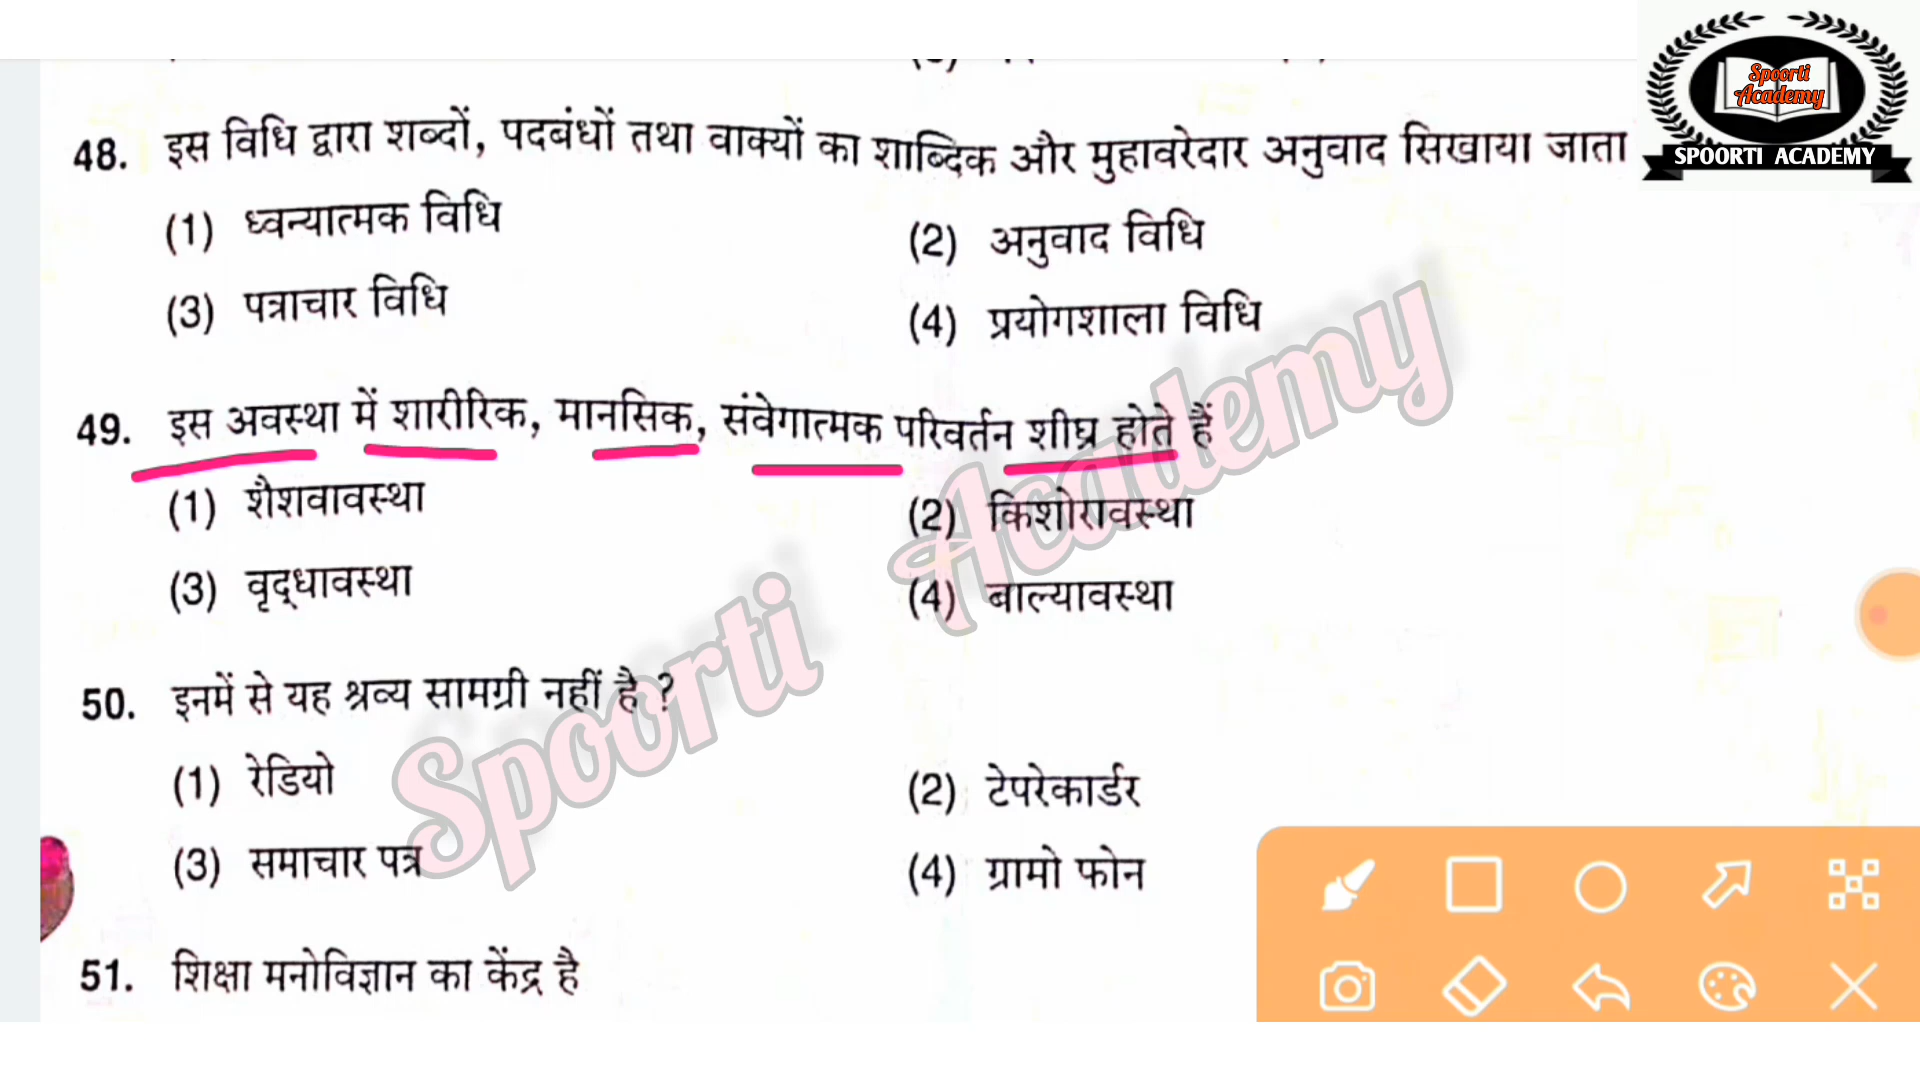 Spoorti
Academy
SPOORTI ACADEMY
48. इस विधि द्वारा शब्दों, पदबंधों तथा वाक्यों का शाब्दिक और मुहावरेदार अनुवाद सिखाया जाता
(1) ध्वन्यात्मक विधि (2) अनुवाद विधि
(3) पत्राचार विधि (4) प्रयोगशाला विधि
49. इस अवस्था में शारीरिक, मानसिक, संवेगात्मक परिवर्तन शीघ्र होते हैं
(1) शैशवावस्था (2) किशोरावस्था
(3) वृद्धावस्था (4) बाल्यावस्था
50. इनमें से यह श्रव्य सामग्री नहीं है ?
(1) रेडियो (2) टेपरेकार्डर
(3) समाचार पत्र (4) ग्रामो फोन
51. शिक्षा मनोविज्ञान का केंद्र है
Spoorti Academy